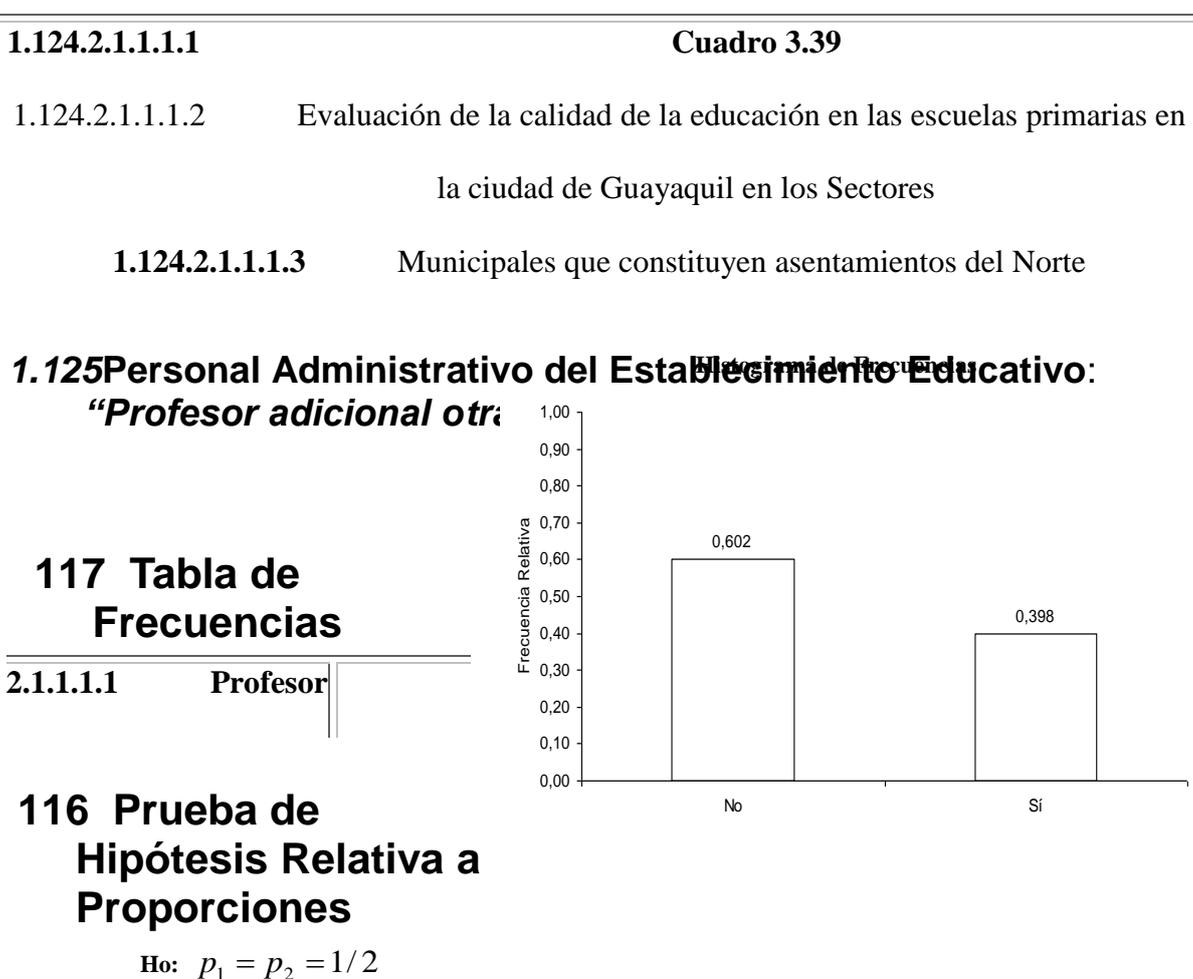 1.124.2.1.1.1.1 Cuadro 3.39
1.124.2.1.1.1.2 Evaluación de la calidad de la educación en las escuelas primarias en
la ciudad de Guayaquil en los Sectores
1.124.2.1.1.1.3 Municipales que constituyen asentamientos del Norte
1.125Personal Administrativo del Establecimiento Educativo:
Histograma de Frecuencias
“Profesor adicional otra
1,00
0,90
0,80
0,70
0,60
0,50
0,40
0,30
0,20
0,10
0,00
Frecuencia Relativa
0,602
0,398
No Sí
117 Tabla de
Frecuencias
2.1.1.1.1 Profesor
116 Prueba de
Hipótesis Relativa a
Proporciones
Ho: p₁ = p₂ = 1/2